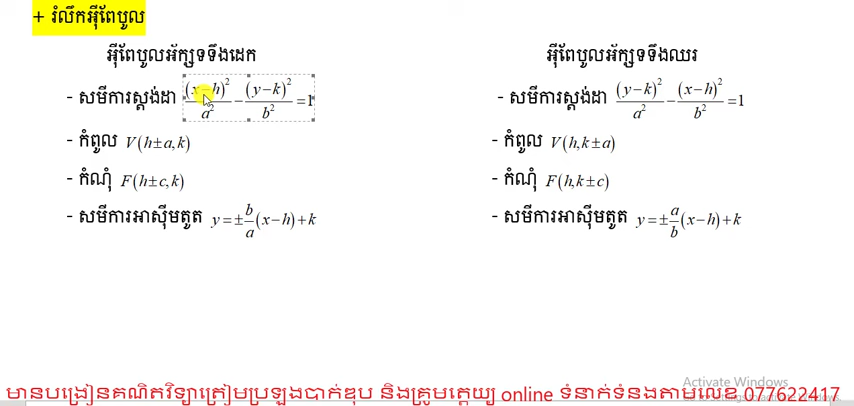 + រំលឹកអ៊ីពែបូល
អ៊ីពែបូលអ័ក្សទទឹងដេក
- សមីការស្តង់ដា (x−h)²/a² − (y−k)²/b² = 1
- កំពូល V(h±a,k)
- កំណុំ F(h±c,k)
- សមីការអាស៊ីមតូត y=±b/a(x−h)+k
អ៊ីពែបូលអ័ក្សទទឹងឈរ
- សមីការស្តង់ដា (y−k)²/a² − (x−h)²/b² = 1
- កំពូល V(h,k±a)
- កំណុំ F(h,k±c)
- សមីការអាស៊ីមតូត y=±a/b(x−h)+k
Activate Windows
មានបង្រៀនគណិតវិទ្យាត្រៀមប្រឡងបាក់ឌុប និងគ្រូមត្តេយ្យ online ទំនាក់ទំនងតាមលេខ 077622417